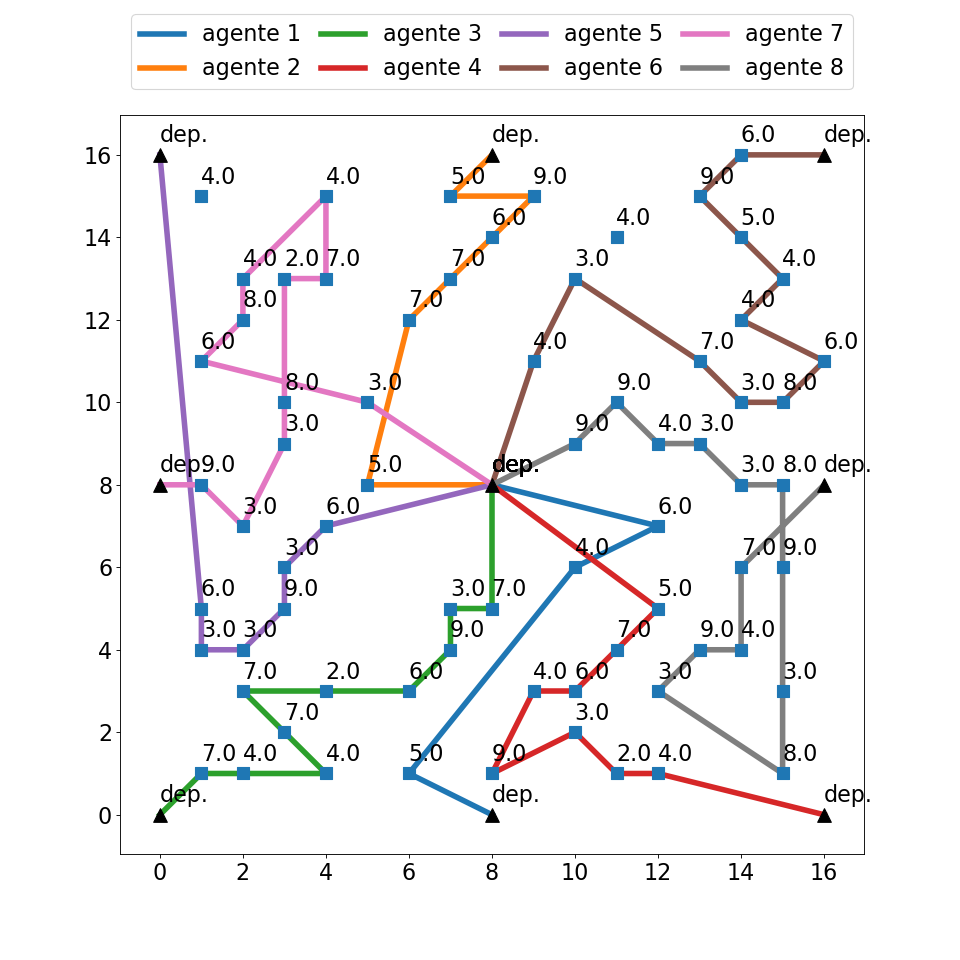 agente 1 agente 3 agente 5 agente 7
agente 2 agente 4 agente 6 agente 8
dep. dep. 6.0 dep.
16
4.0 4.0 5.0 9.0 9.0
6.0 4.0 5.0
14
4.0 2.0 7.0 7.0 3.0 4.0
8.0 7.0 4.0
12
6.0 4.0 7.0 6.0
8.0 3.0 9.0 3.0 8.0
10
3.0 9.0 4.0 3.0
dep. 9.0 5.0 dep. 3.0 8.0 dep.
8
3.0 6.0 6.0
3.0 4.0 7.0 9.0
6
6.0 9.0 3.0 7.0 5.0
3.0 3.0 9.0 7.0 9.0 4.0
4
7.0 2.0 6.0 4.0 6.0 3.0 3.0
7.0 3.0
2
7.0 4.0 4.0 5.0 9.0 2.0 4.0 8.0
dep. dep. dep.
0
0 2 4 6 8 10 12 14 16